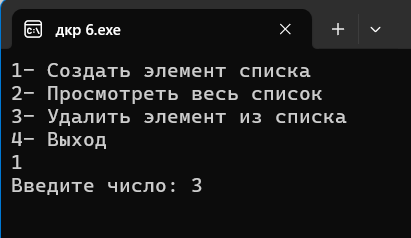 дкр 6.exe
1- Создать элемент списка
2- Просмотреть весь список
3- Удалить элемент из списка
4- Выход
1
Введите число: 3